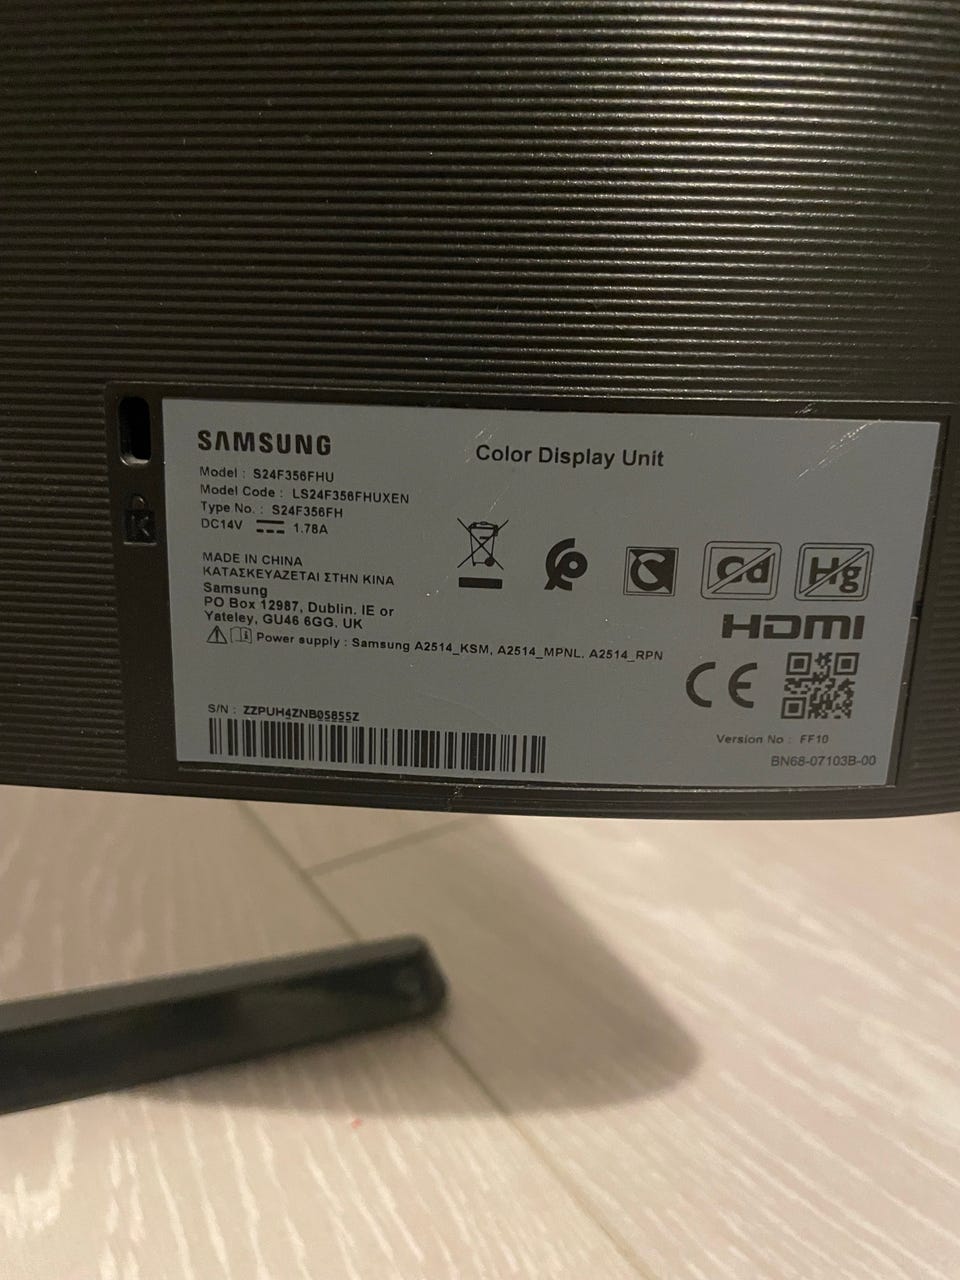 SAMSUNG
Color Display Unit
Model : S24F356FHU
Model Code : LS24F356FHUXEN
Type No. : S24F356FH
DC14V 1.78A
MADE IN CHINA
ΚΑΤΑΣΚΕΥΑΖΕΤΑΙ ΣΤΗΝ ΚΙΝΑ
Samsung
PO Box 12987, Dublin. IE or
Yateley, GU46 6GG. UK
Power supply : Samsung A2514_KSM, A2514_MPNL. A2514_RPN
Cd
Hg
HDMI
CE
S/N : ZZPUH4ZNB05855Z
Version No : FF10
BN68-07103B-00
K